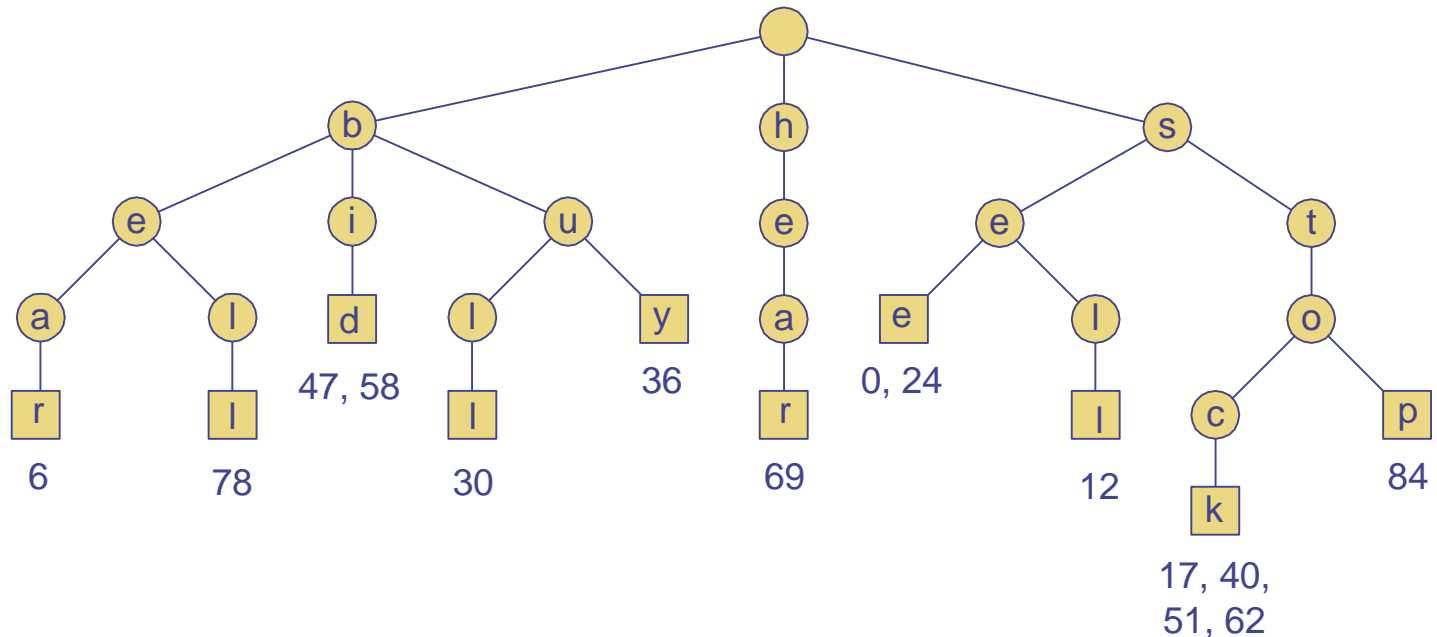 b h s
e i u e e t
a l d l y a e l o
47, 58 36 0, 24
r l l r l c p
6 78 30 69 12 84
k
17, 40,
51, 62